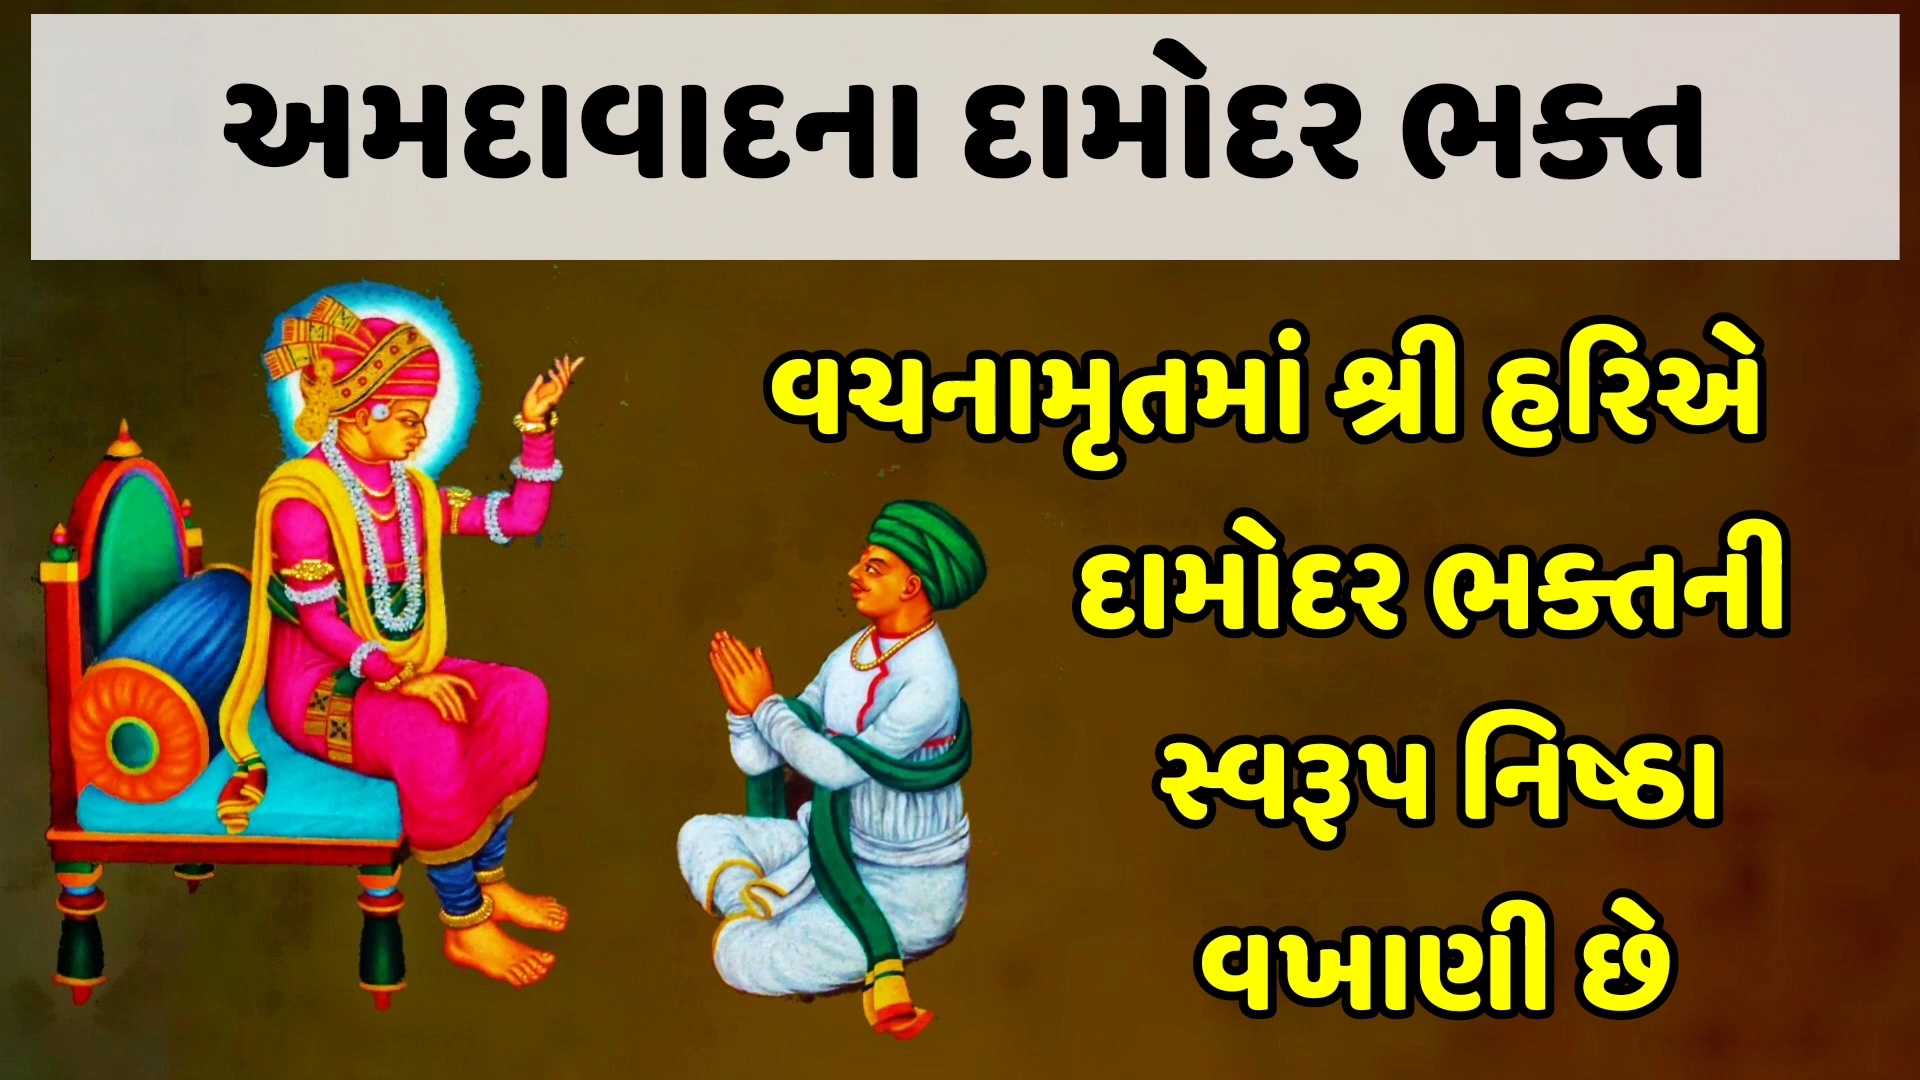 અમદાવાદના દામોદર ભક્ત
વચનામૃતમાં શ્રી હરિએ
દામોદર ભક્તની
સ્વરૂપ નિષ્ઠા
વખાણી છે